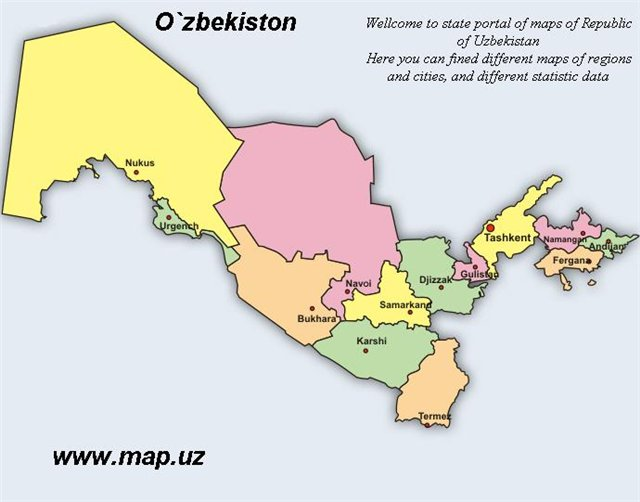 O`zbekiston
Wellcome to state portal of maps of Republic
of Uzbekistan
Here you can fined different maps of regions
and cities, and different statistic data
Nukus
Urgench
Tashkent
Namangan
Andijan
Fergana
Gulistan
Djizzak
Navoi
Samarkand
Bukhara
Karshi
Termez
www.map.uz